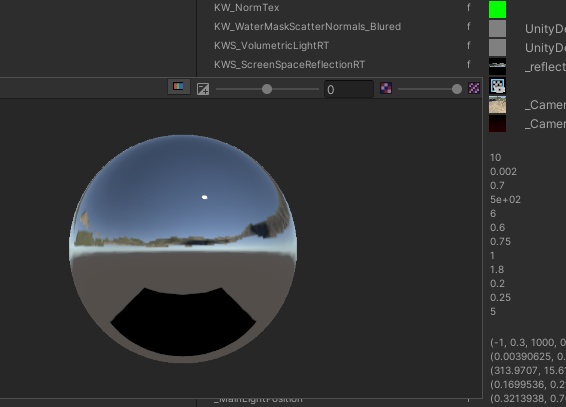 KW_NormTex f
KW_WaterMaskScatterNormals_Blured f
KWS_VolumetricLightRT f
KWS_ScreenSpaceReflectionRT f
UnityDe
UnityDe
_reflect
_Camer
_Camer
0
10
0.002
0.7
5e+02
6
0.6
0.75
1
1.8
0.2
0.25
5
(-1, 0.3, 1000, 0
(0.00390625, 0.
(313.9707, 15.61
(0.1699536, 0.2
_MainLightPosition f
(0.3213938, 0.7